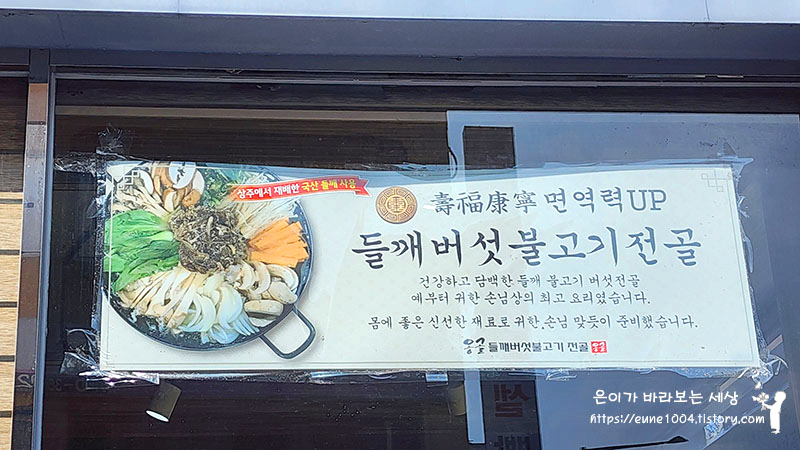 상주에서 재배한 국산 들깨 사용
壽福康寧 면역력UP
들깨버섯불고기전골
건강하고 담백한 들깨 불고기 버섯전골
예부터 귀한 손님상의 최고 요리였습니다.
몸에 좋은 신선한 재료로 귀한.손님 맞듯이 준비했습니다.
들깨버섯불고기 전골
은이가 바라보는 세상
https://eune1004.tistory.com